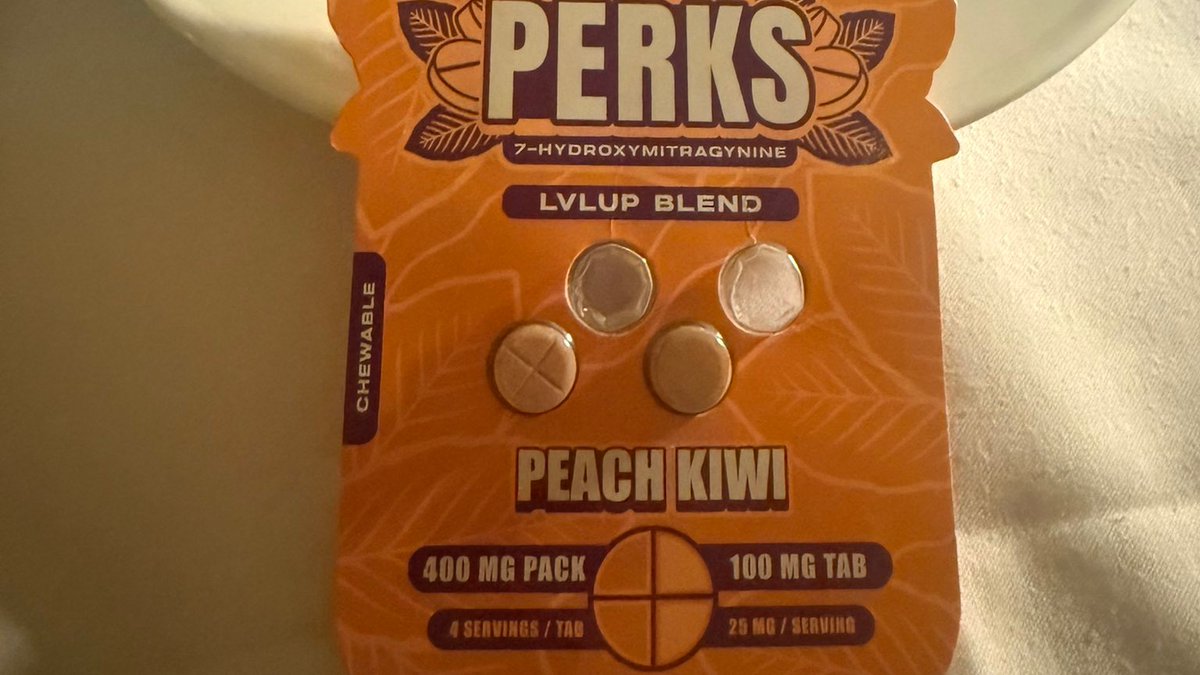 PERKS
7-HYDROXYMITRAGYNINE
LVLUP BLEND
CHEWABLE
PEACH KIWI
400 MG PACK
100 MG TAB
4 SERVINGS / TAB
25 MG / SERVING